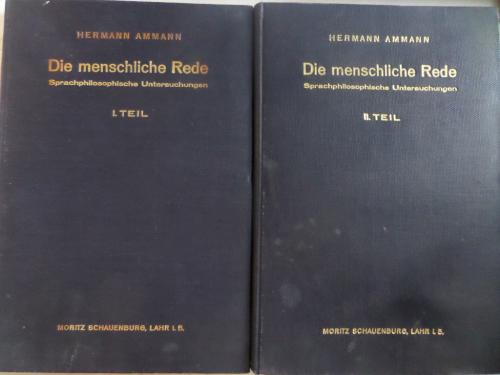 HERMANN AMMANN
Die menschliche Rede
Sprachphilosophische Untersuchungen
I. TEIL
MORITZ SCHAUENBURG, LAHR I. B.
HERMANN AMMANN
Die menschliche Rede
Sprachphilosophische Untersuchungen
II. TEIL
MORITZ SCHAUENBURG, LAHR I. B.